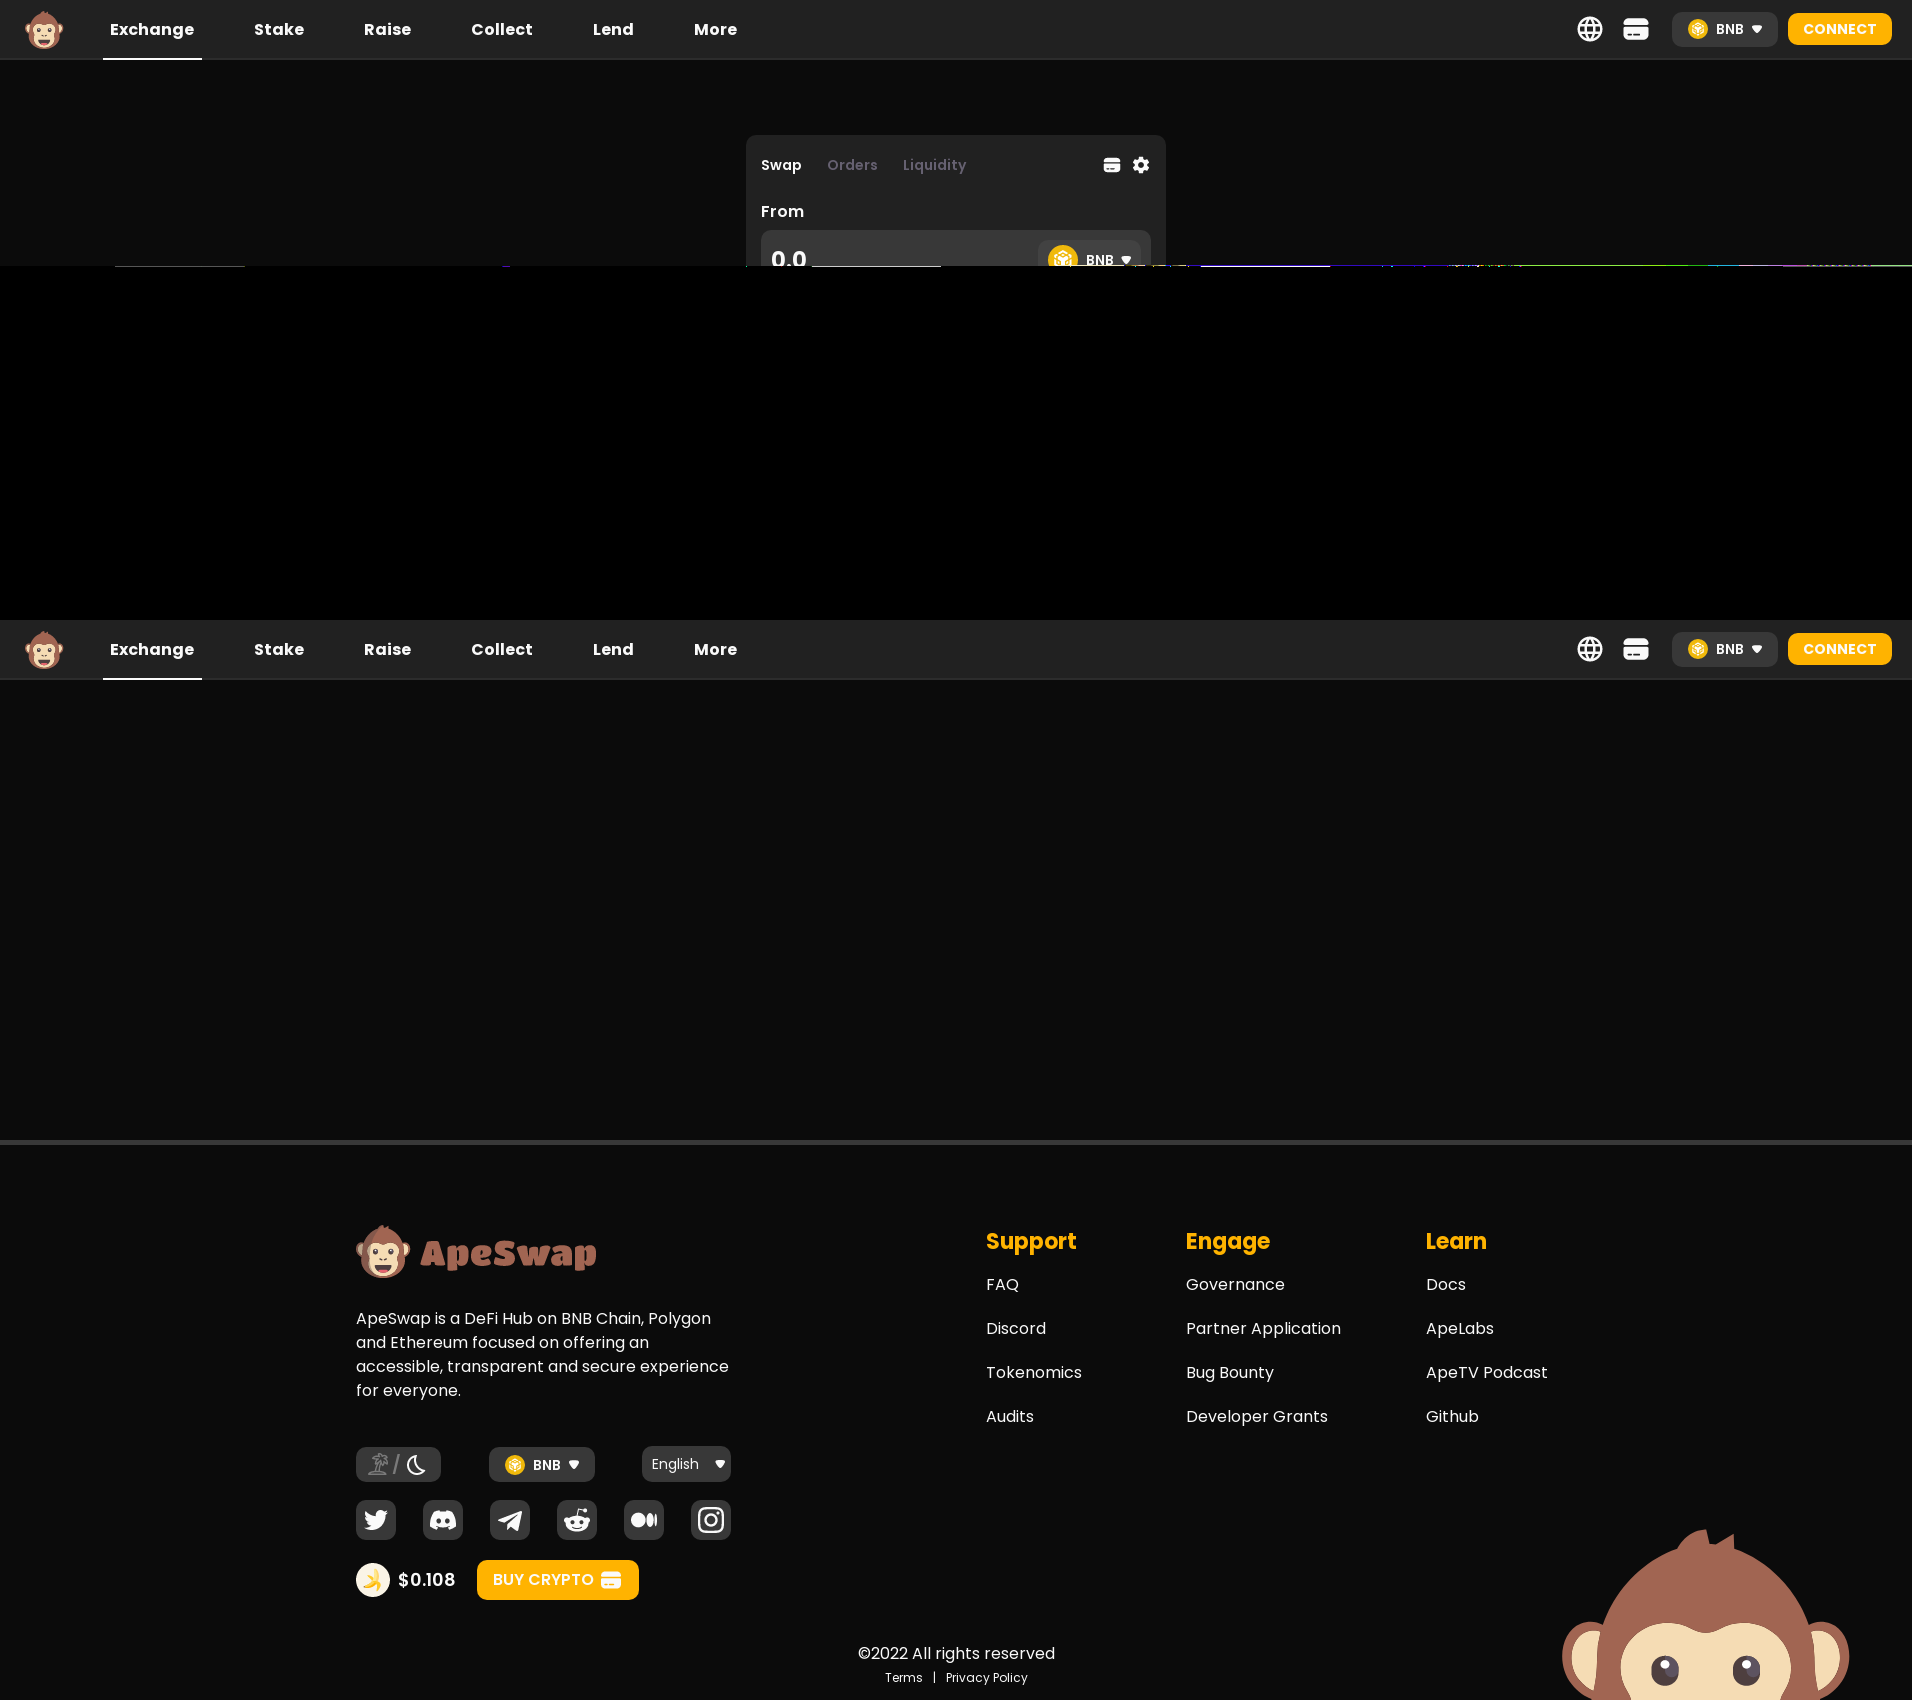 Exchange Stake Raise Collect Lend More BNB CONNECT
Swap Orders Liquidity
From
0.0 BNB
Exchange Stake Raise Collect Lend More BNB CONNECT
ApeSwap
ApeSwap is a DeFi Hub on BNB Chain, Polygon
and Ethereum focused on offering an
accessible, transparent and secure experience
for everyone.
/ BNB English
$0.108 BUY CRYPTO
Support
FAQ
Discord
Tokenomics
Audits
Engage
Governance
Partner Application
Bug Bounty
Developer Grants
Learn
Docs
ApeLabs
ApeTV Podcast
Github
©2022 All rights reserved
Terms | Privacy Policy